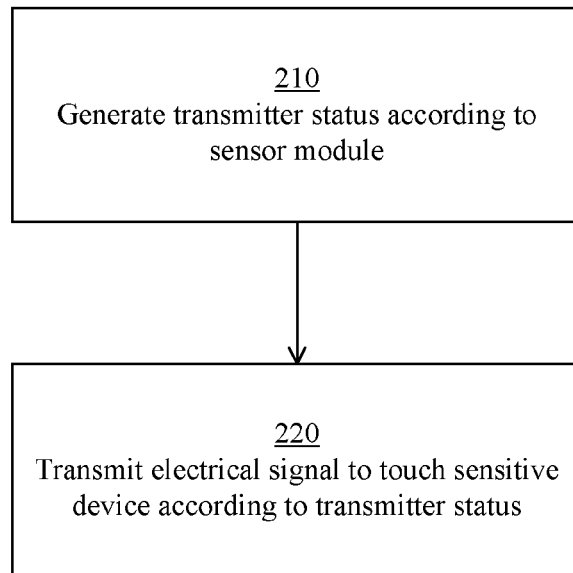 210
Generate transmitter status according to
sensor module
220
Transmit electrical signal to touch sensitive
device according to transmitter status